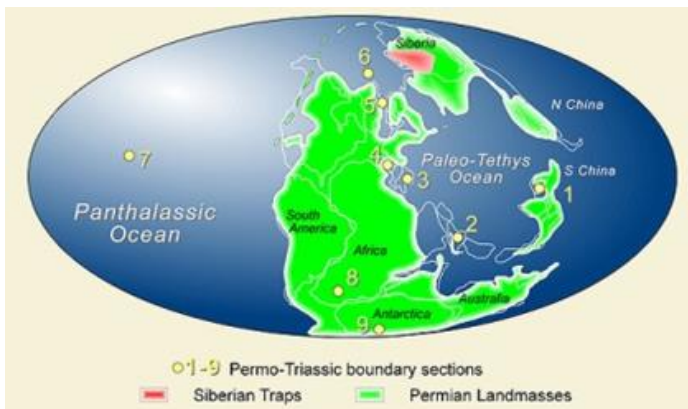 Siberia
6
N China
5
4
Paleo-Tethys
Ocean
3
S China
1
7
Panthalassic
Ocean
South
America
Africa
2
8
Australia
Antarctica
9
1-9 Permo-Triassic boundary sections
Siberian Traps
Permian Landmasses